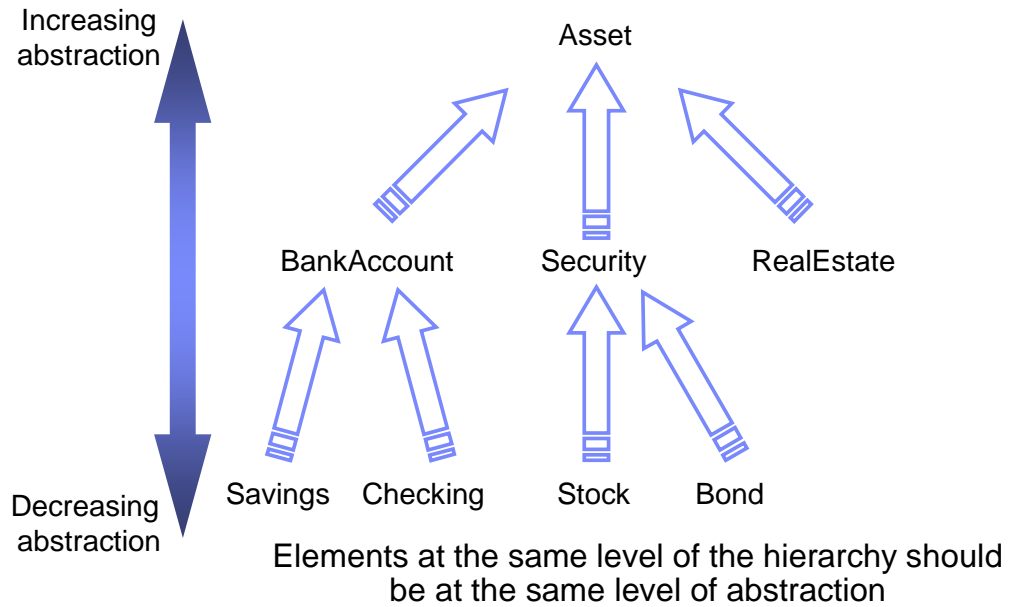 Increasing
abstraction
Asset
BankAccount
Security
RealEstate
Savings
Checking
Stock
Bond
Decreasing
abstraction
Elements at the same level of the hierarchy should
be at the same level of abstraction